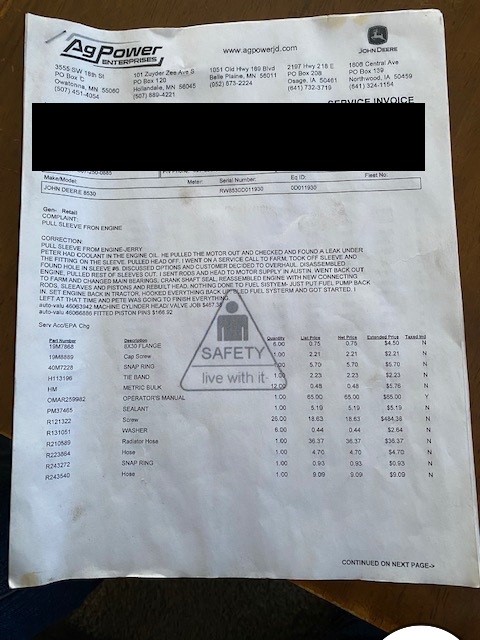 AgPower
ENTERPRISES
www.agpowerjd.com
JOHN DEERE
3555 SW 18th St
PO Box C
Owatonna, MN 55060
(507) 451-4054
101 Zuyder Zee Ave S
PO Box 120
Hollandale, MN 56045
(507) 889-4221
1051 Old Hwy 169 Blvd
Belle Plaine, MN 56011
(952) 873-2224
2197 Hwy 218 E
PO Box 208
Osage, IA 50461
(641) 732-3719
1808 Central Ave
PO Box 139
Northwood, IA 50459
(641) 324-1154
SERVICE INVOICE
Make/Model: Meter: Serial Number: Eq ID: Fleet No:
JOHN DEERE 8530 RW8530D011930 0D011930
Gen- Retail
COMPLAINT:
PULL SLEEVE FROM ENGINE
CORRECTION:
PULL SLEEVE FROM ENGINE-JERRY
PETER HAD COOLANT IN THE ENGINE OIL. HE PULLED THE MOTOR OUT AND CHECKED AND FOUND A LEAK UNDER
THE FITTING ON THE SLEEVE. PULLED HEAD OFF. I WENT ON A SERVICE CALL TO FARM, TOOK OFF SLEEVE AND
FOUND HOLE IN SLEEVE #6. DISCUSSED OPTIONS AND CUSTOMER DECIDED TO OVERHAUL. DISASSEMBLED
ENGINE, PULLED REST OF SLEEVES OUT. I SENT RODS AND HEAD TO MOTOR SUPPLY IN AUSTIN. WENT BACK OUT
TO FARM AND CHANGED MAIN BEARINGS, CRANK SHAFT SEAL, REASSEMBLED ENGINE WITH NEW CONNECTING
RODS, SLEEAVES AND PISTONS AND REBUILT HEAD. NOTHING DONE TO FUEL SISTYEM- JUST PUT FUEL PUMP BACK
IN. SET ENGINE BACK IN TRACTOR, HOOKED EVERYTHING BACK UP, BLED FUEL SYSTERM AND GOT STARTED. I
LEFT AT THAT TIME AND PETE WAS GOING TO FINISH EVERYTHING
auto-valu 46063942 MACHINE CYLINDER HEAD/ VALVE JOB
auto-valu 46066886 FITTED PISTON PINS $166.92
Serv Acc/EPA Chg
Part Number Description Quantity List Price Net Price Extended Price Taxed Ind
19M7868 8X30 FLANGE 6.00 0.75 0.75 $4.50 N
19M8889 Cap Screw 1.00 2.21 2.21 $2.21 N
40M7228 SNAP RING 1.00 5.70 5.70 $5.70 N
H113196 TIE BAND 1.00 2.23 2.23 $2.23 N
HM METRIC BULK 12.00 0.48 0.48 $5.76 N
OMAR259982 OPERATOR'S MANUAL 1.00 65.00 65.00 $65.00 Y
PM37465 SEALANT 1.00 5.19 5.19 $5.19 N
R121322 Screw 26.00 18.63 18.63 $484.38 N
R131051 WASHER 6.00 0.44 0.44 $2.64 N
R210589 Radiator Hose 1.00 36.37 36.37 $36.37 N
R223884 Hose 1.00 4.70 4.70 $4.70 N
R243272 SNAP RING 1.00 0.93 0.93 $0.93 N
R243540 Hose 1.00 9.09 9.09 $9.09 N
SAFETY
live with it.
CONTINUED ON NEXT PAGE->